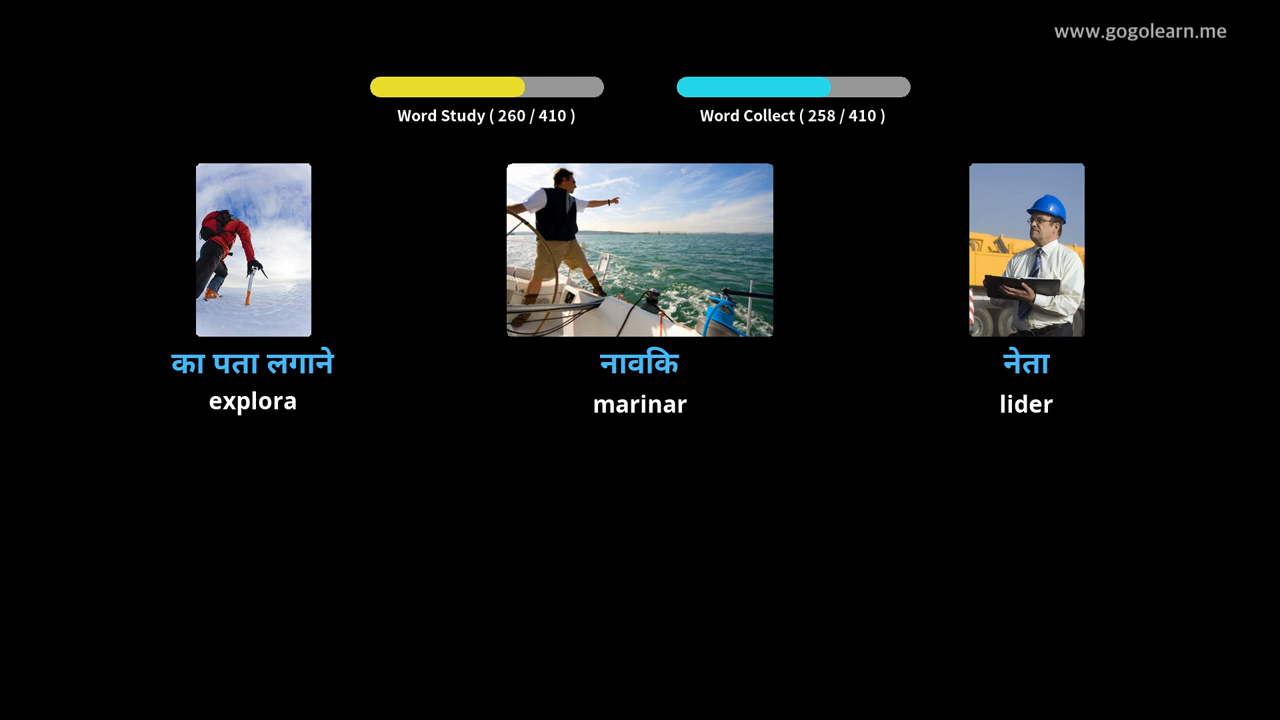 www.gogolearn.me
Word Study ( 260 / 410 )
Word Collect ( 258 / 410 )
का पता लगाने
नावकि
नेता
explora
marinar
lider